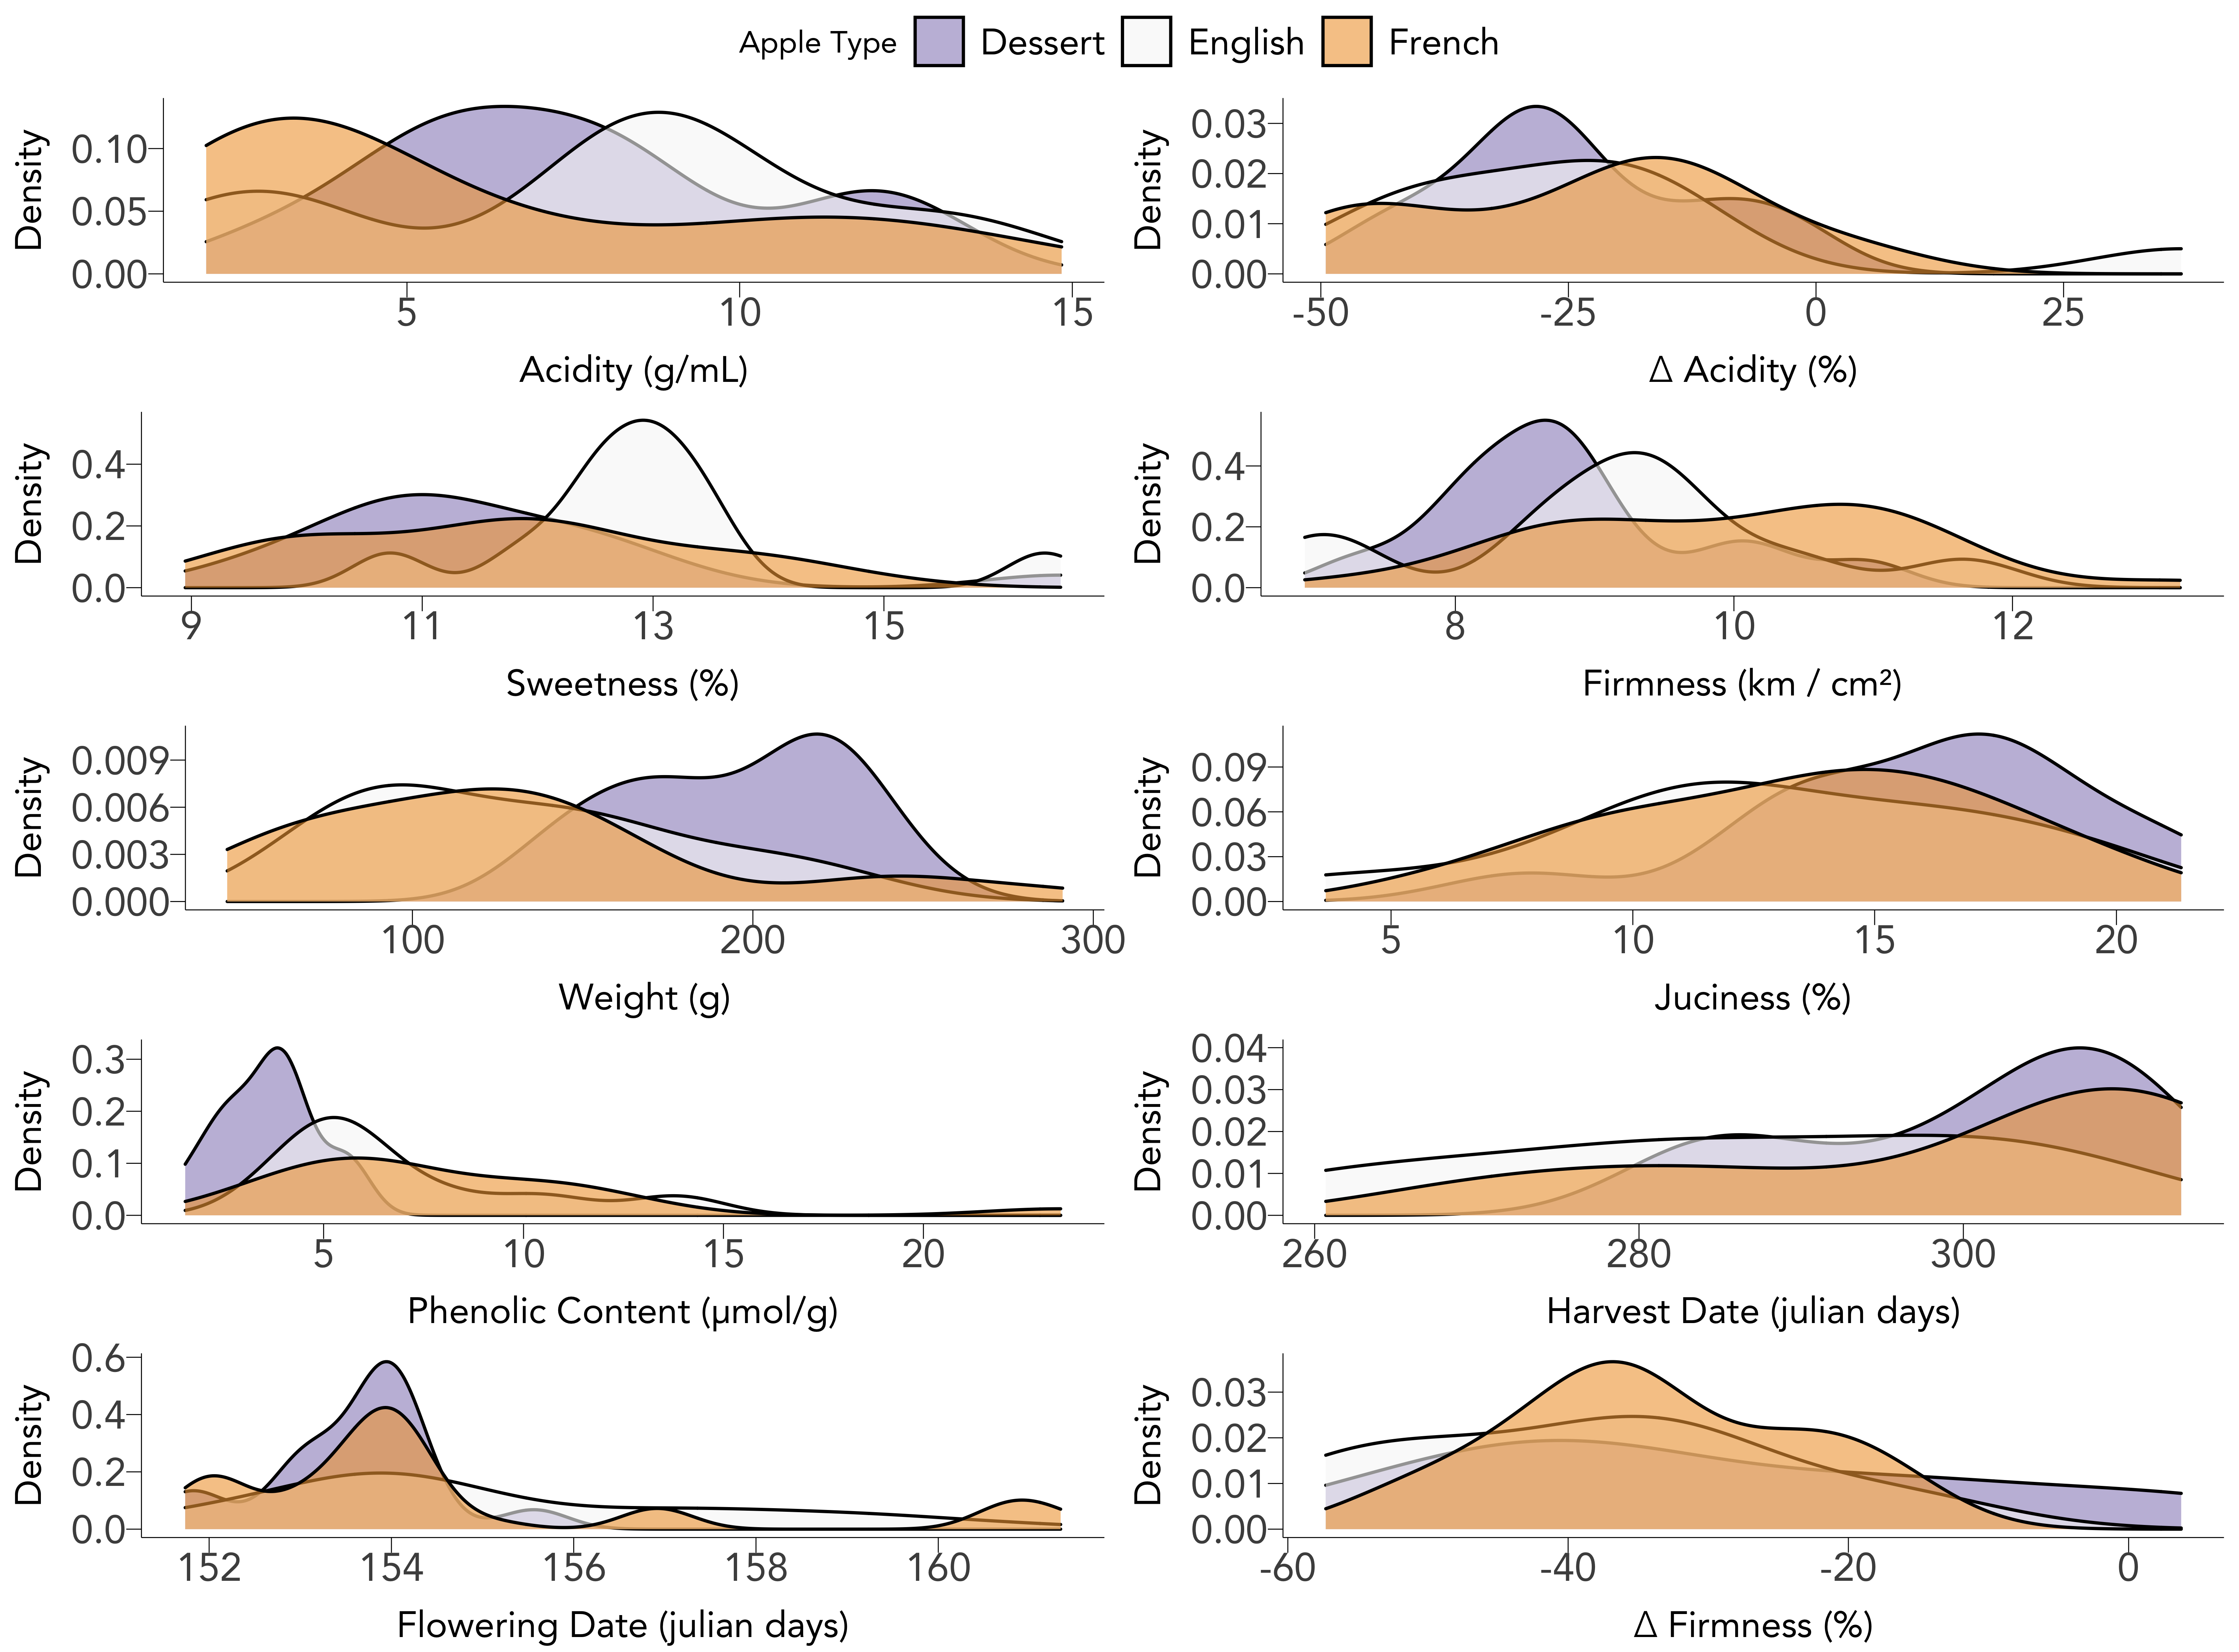 Apple Type Dessert English French
Density
0.10
0.05
0.00
5 10 15
Acidity (g/mL)
Density
0.03
0.02
0.01
0.00
-50 -25 0 25
Δ Acidity (%)
Density
0.4
0.2
0.0
9 11 13 15
Sweetness (%)
Density
0.4
0.2
0.0
8 10 12
Firmness (km / cm²)
Density
0.009
0.006
0.003
0.000
100 200 300
Weight (g)
Density
0.09
0.06
0.03
0.00
5 10 15 20
Juciness (%)
Density
0.3
0.2
0.1
0.0
5 10 15 20
Phenolic Content (μmol/g)
Density
0.04
0.03
0.02
0.01
0.00
260 280 300
Harvest Date (julian days)
Density
0.6
0.4
0.2
0.0
152 154 156 158 160
Flowering Date (julian days)
Density
0.03
0.02
0.01
0.00
-60 -40 -20 0
Δ Firmness (%)